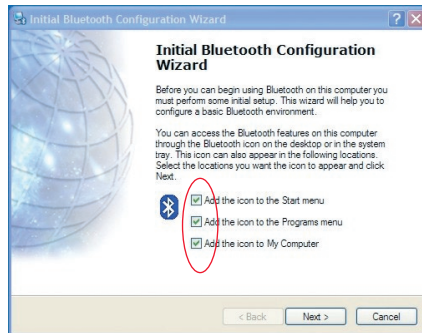 Initial Bluetooth Configuration Wizard
Initial Bluetooth Configuration
Wizard
Before you can begin using Bluetooth on this computer you
must perform some initial setup. This wizard will help you to
configure a basic Bluetooth environment.
You can access the Bluetooth features on this computer
through the Bluetooth icon on the desktop or in the system
tray. This icon can also appear in the following locations.
Select the locations you want the icon to appear and click
Next.
Add the icon to the Start menu
Add the icon to the Programs menu
Add the icon to My Computer
< Back Next > Cancel